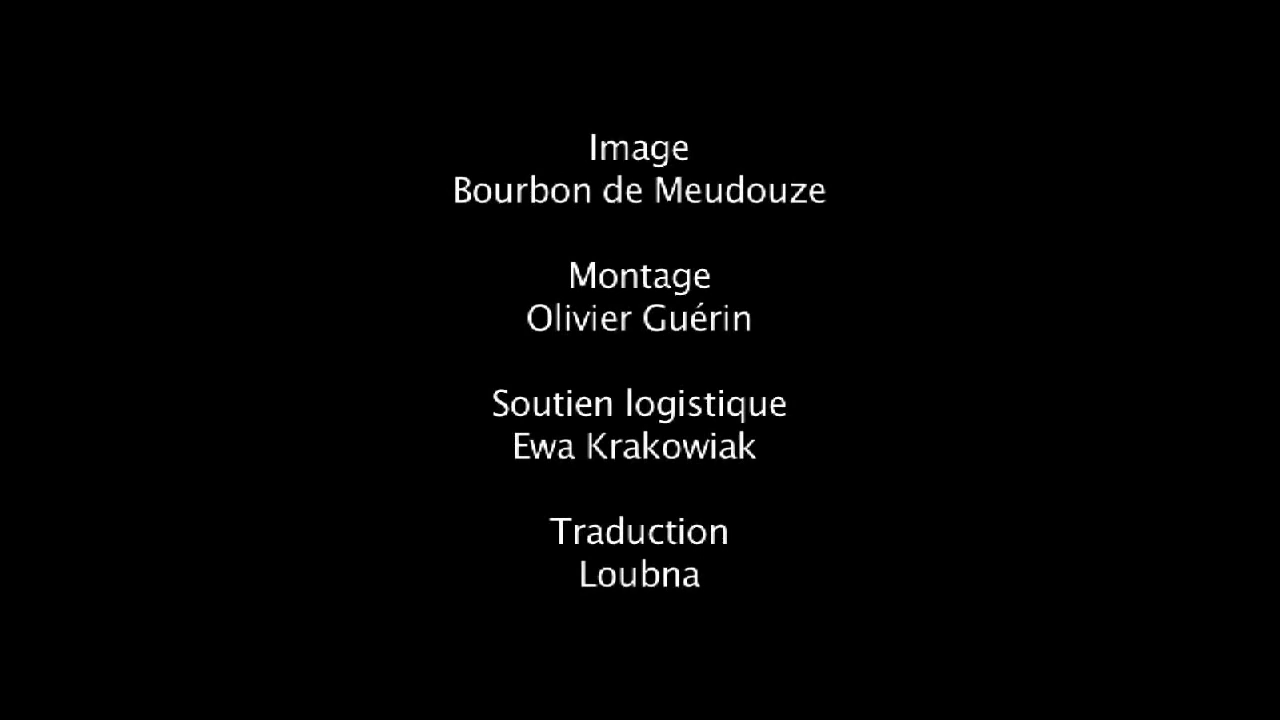 Image
Bourbon de Meudouze
Montage
Olivier Guérin
Soutien logistique
Ewa Krakowiak
Traduction
Loubna